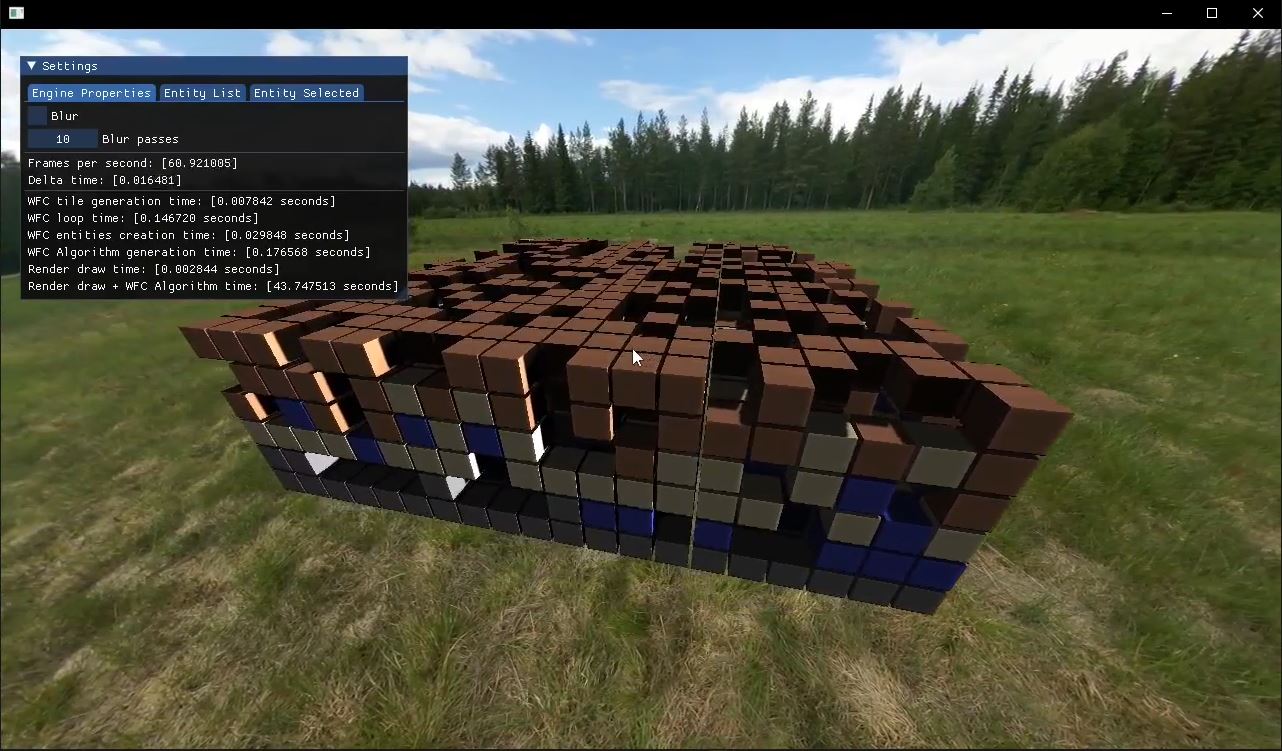 Settings
Engine Properties Entity List Entity Selected
Blur
10 Blur passes
Frames per second: [60.921005]
Delta time: [0.016481]
WFC tile generation time: [0.007842 seconds]
WFC loop time: [0.146720 seconds]
WFC entities creation time: [0.029848 seconds]
WFC Algorithm generation time: [0.176568 seconds]
Render draw time: [0.002844 seconds]
Render draw + WFC Algorithm time: [43.747513 seconds]